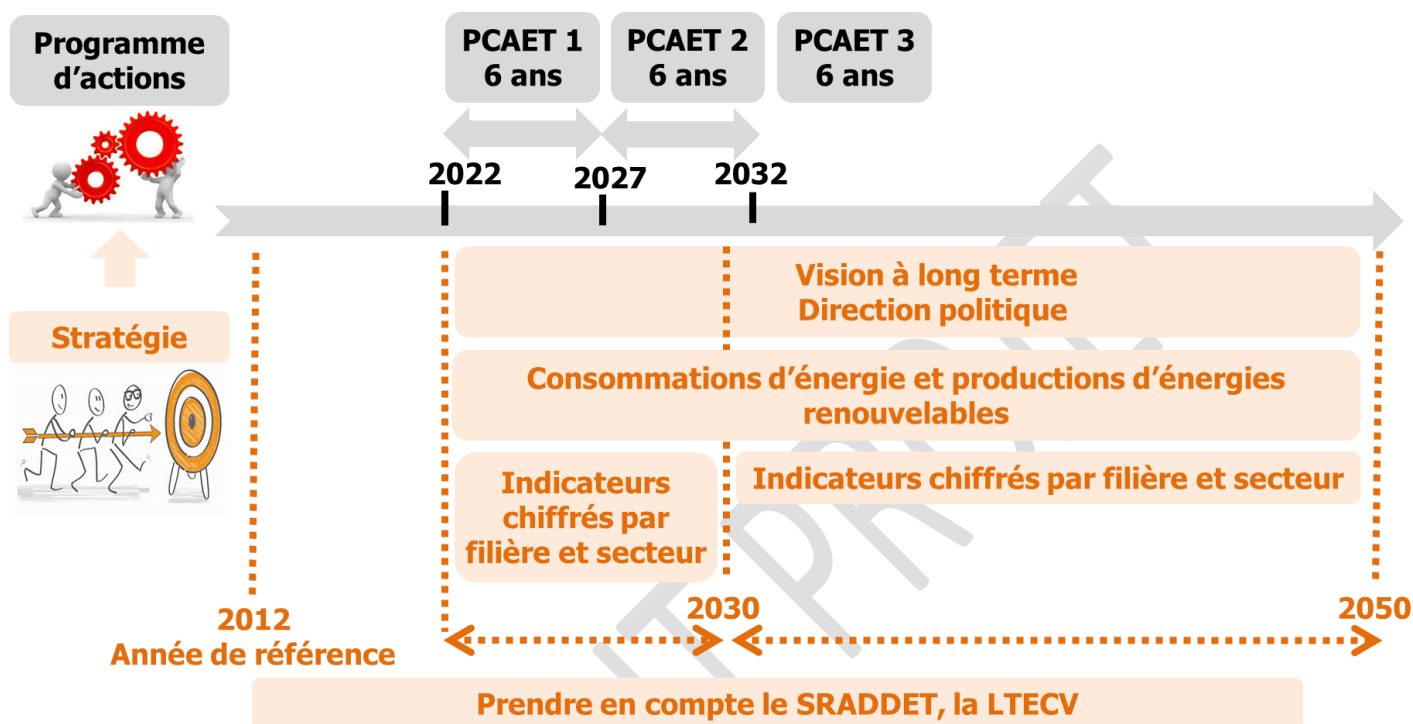 Programme
d'actions
PCAET 1
6 ans
PCAET 2
6 ans
PCAET 3
6 ans
2022
2027
2032
Stratégie
Vision à long terme
Direction politique
Consommations d'énergie et productions d'énergies
renouvelables
Indicateurs
chiffrés par
filière et secteur
Indicateurs chiffrés par filière et secteur
2012
Année de référence
2030
2050
Prendre en compte le SRADDET, la LTECV